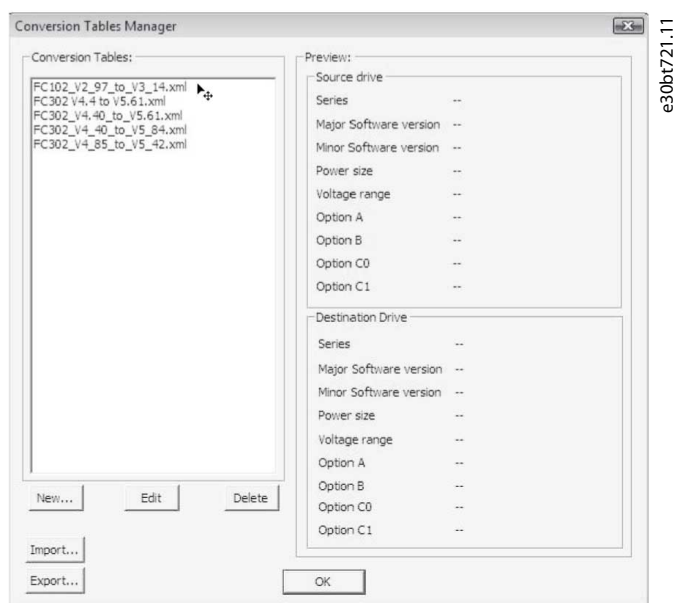 Conversion Tables Manager
Conversion Tables:
FC102_V2_97_to_V3_14.xml
FC302 V4.4 to V5.61.xml
FC302_V4.40_to_V5.61.xml
FC302_V4_40_to_V5_84.xml
FC302_V4_85_to_V5_42.xml
New...
Edit
Delete
Import...
Export...
Preview:
Source drive
Series --
Major Software version --
Minor Software version --
Power size --
Voltage range --
Option A --
Option B --
Option C0 --
Option C1 --
Destination Drive
Series --
Major Software version --
Minor Software version --
Power size --
Voltage range --
Option A --
Option B --
Option C0 --
Option C1 --
OK
e30bt721.11